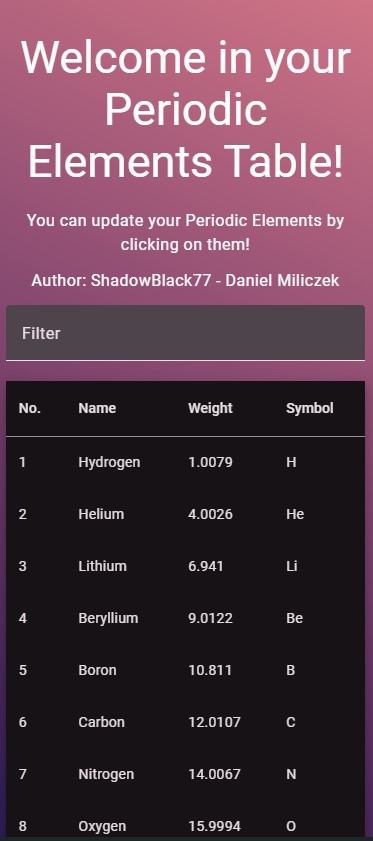 Welcome in your
Periodic
Elements Table!
You can update your Periodic Elements by
clicking on them!
Author: ShadowBlack77 - Daniel Miliczek
Filter
No. Name Weight Symbol
1 Hydrogen 1.0079 H
2 Helium 4.0026 He
3 Lithium 6.941 Li
4 Beryllium 9.0122 Be
5 Boron 10.811 B
6 Carbon 12.0107 C
7 Nitrogen 14.0067 N
8 Oxygen 15.9994 O